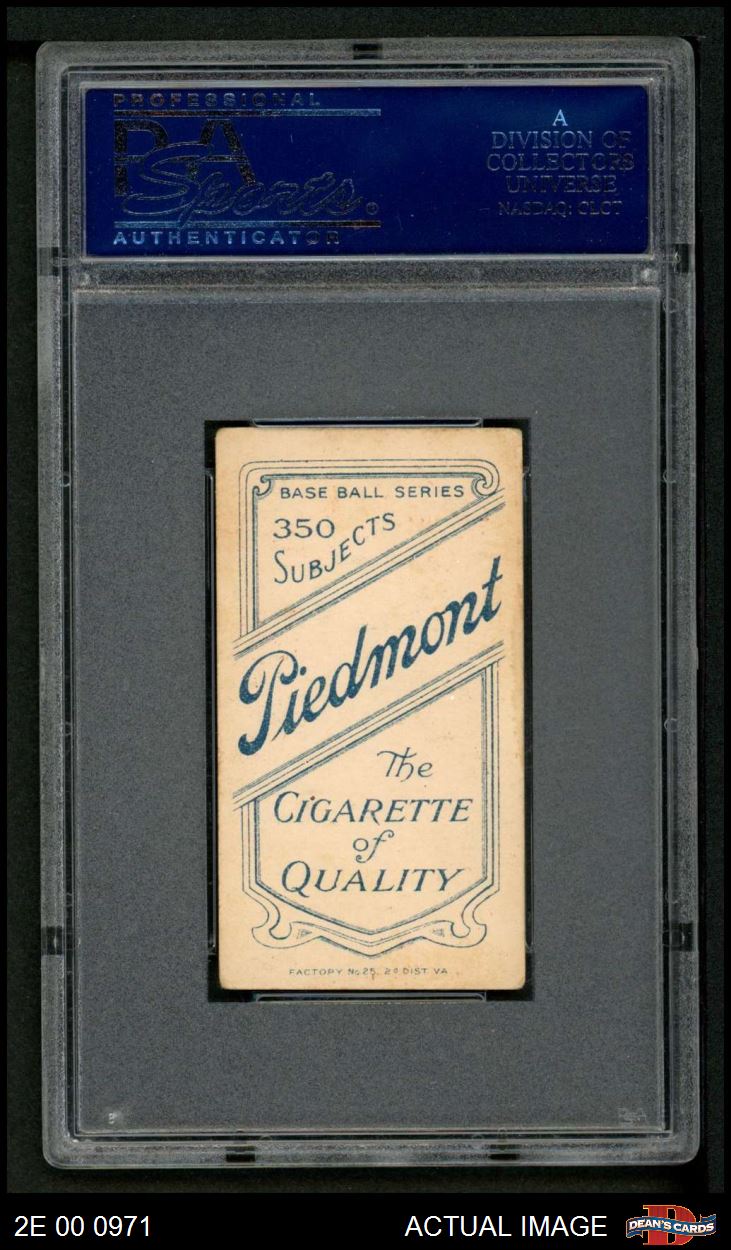 PROFESSIONAL
PSA
Sports®
AUTHENTICATOR
A
DIVISION OF
COLLECTORS
UNIVERSE
NASDAQ: CLCT
BASE BALL SERIES
350
SUBJECTS
Piedmont
The
CIGARETTE
of
QUALITY
FACTORY No 25, 2d DIST. VA.
2E 00 0971
ACTUAL IMAGE
D
DEAN'S CARDS